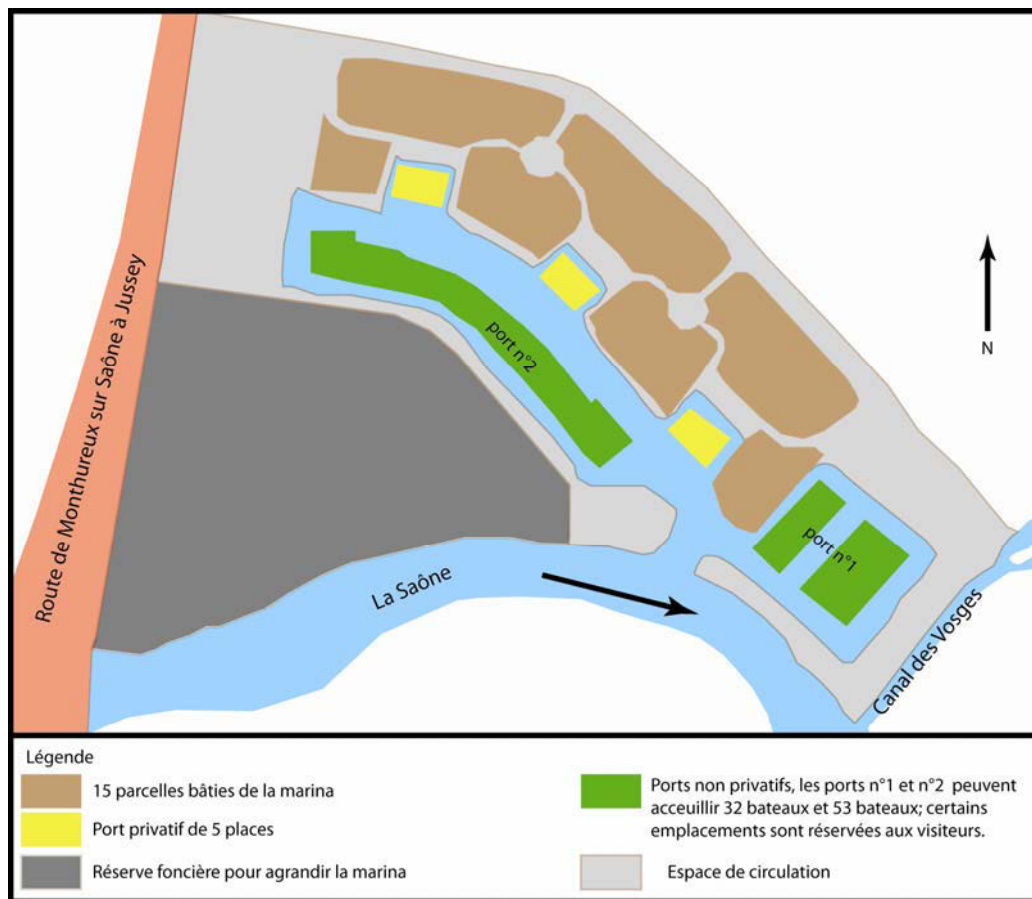 Route de Monthureux sur Saône à Jussey
port n°2
N
port n°1
La Saône
Canal des Vosges
Légende
15 parcelles bâties de la marina
Port privatif de 5 places
Réserve foncière pour agrandir la marina
Ports non privatifs, les ports n°1 et n°2 peuvent
acceuillir 32 bateaux et 53 bateaux; certains
emplacements sont réservées aux visiteurs.
Espace de circulation